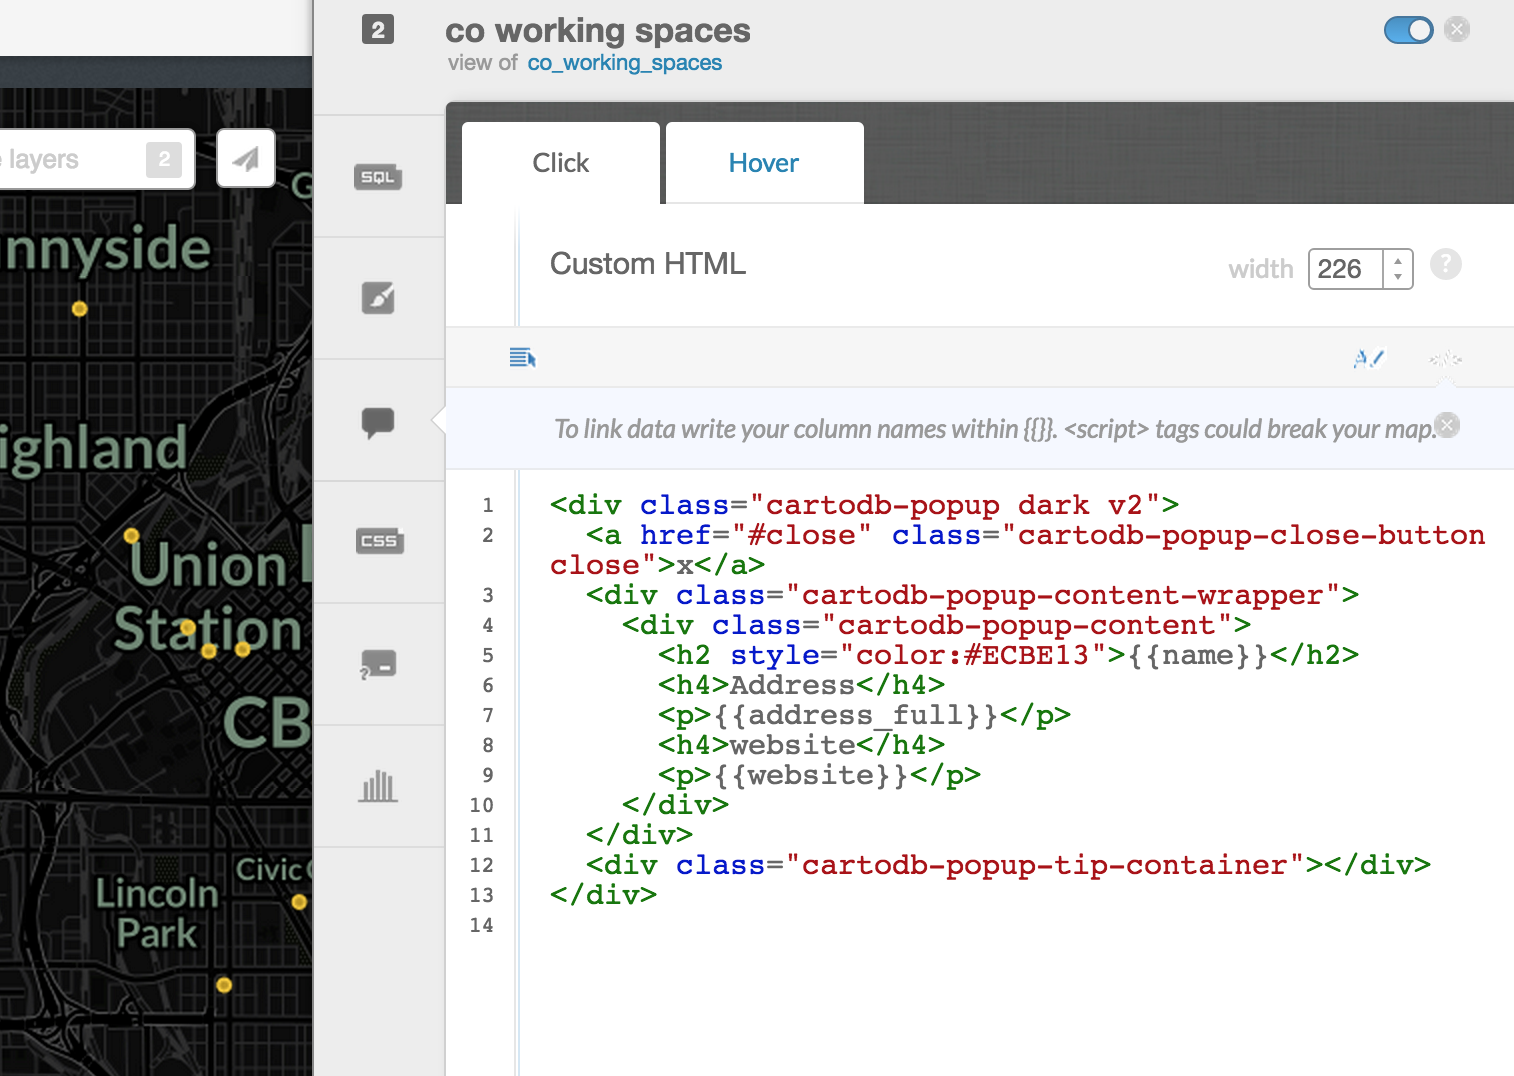 2
co working spaces
view of co_working_spaces
layers 2
SQL
Click
Hover
Custom HTML
width 226 ?
A
To link data write your column names within {{}}. <script> tags could break your map.
CSS
?
1 <div class="cartodb-popup dark v2">
2 <a href="#close" class="cartodb-popup-close-button
close">x</a>
3 <div class="cartodb-popup-content-wrapper">
4 <div class="cartodb-popup-content">
5 <h2 style="color:#ECBE13">{{name}}</h2>
6 <h4>Address</h4>
7 <p>{{address_full}}</p>
8 <h4>website</h4>
9 <p>{{website}}</p>
10 </div>
11 </div>
12 <div class="cartodb-popup-tip-container"></div>
13 </div>
14
nnyside
ighland
Union
Station
CB
Civic
Lincoln
Park